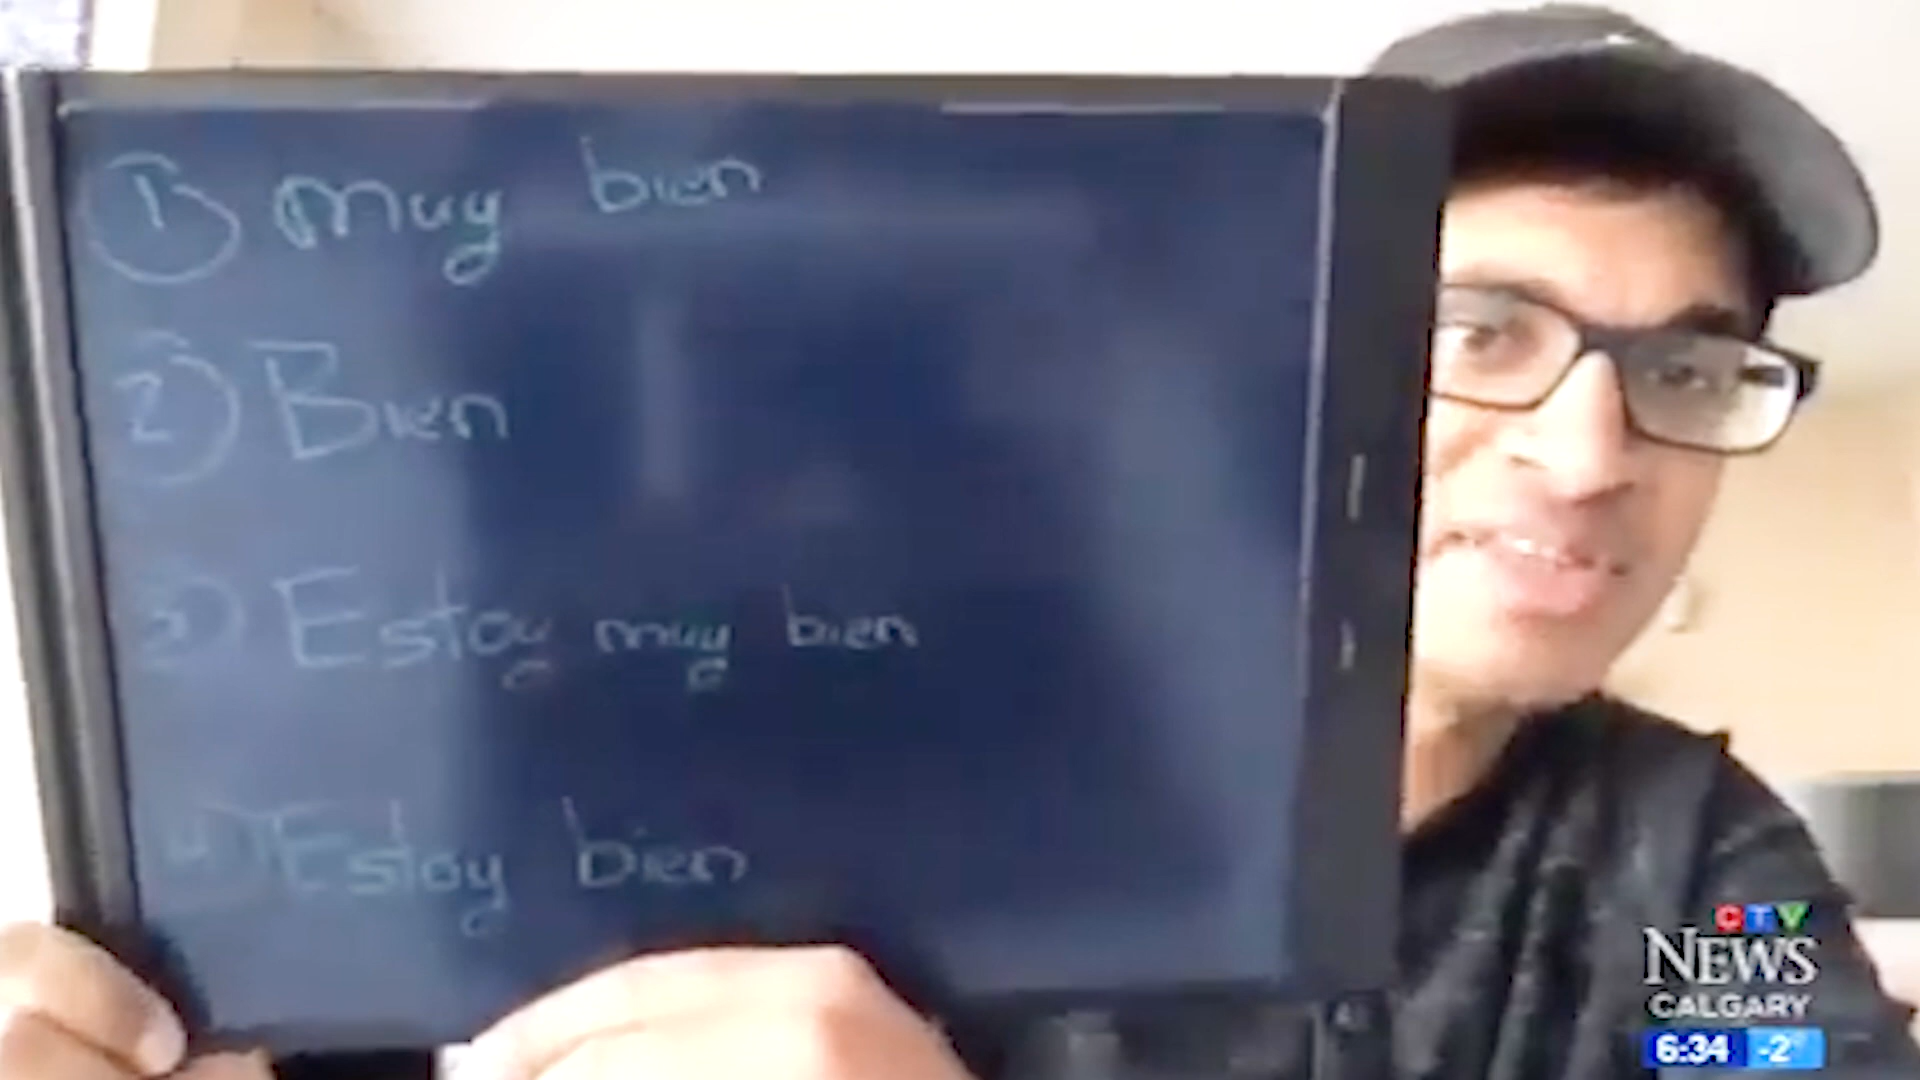 1) muy bien
2) Bien
3) Estoy muy bien
4) Estoy bien
CTV
NEWS
CALGARY
6:34 -2°